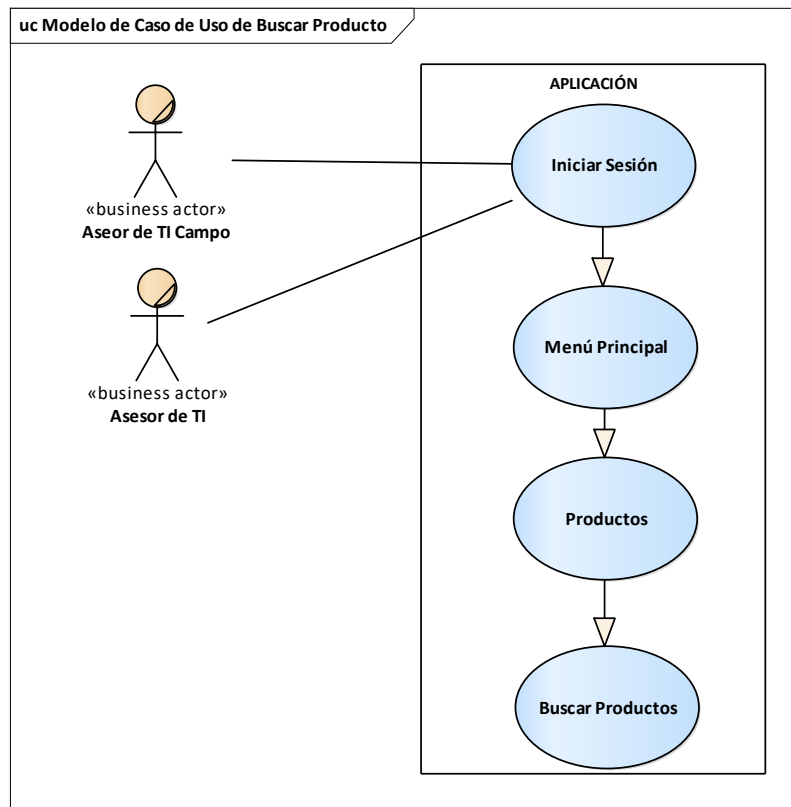 uc Modelo de Caso de Uso de Buscar Producto
APLICACIÓN
Iniciar Sesión
«business actor»
Aseor de TI Campo
Menú Principal
«business actor»
Asesor de TI
Productos
Buscar Productos